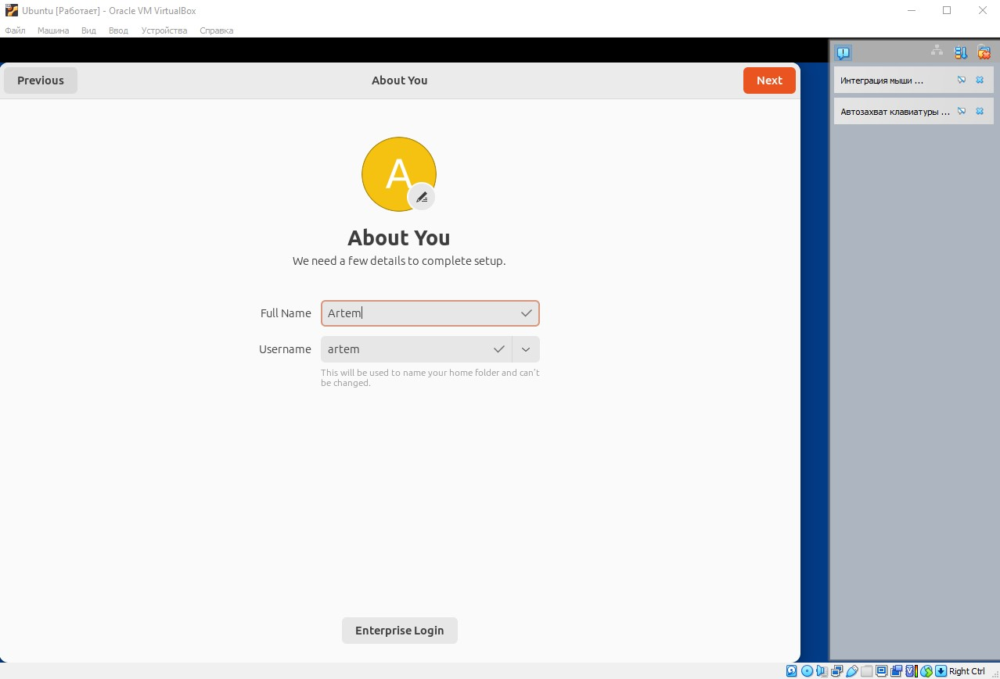 Ubuntu [Работает] - Oracle VM VirtualBox
Файл Машина Вид Ввод Устройства Справка
Previous About You Next
Интеграция мыши ...
Автозахват клавиатуры ...
A
About You
We need a few details to complete setup.
Full Name Artem
Username artem
This will be used to name your home folder and can't
be changed.
Enterprise Login
Right Ctrl